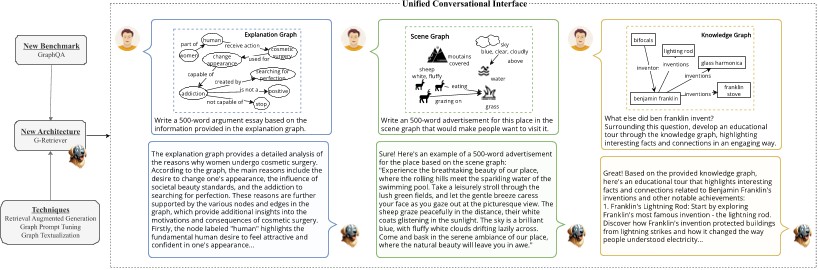 Unified Conversational Interface
New Benchmark
GraphQA
New Architecture
G-Retriever
Techniques
Retrieval Augmented Generation
Graph Prompt Tuning
Graph Textualization
Explanation Graph
human
part of
receive action
women
change
appearance
used for
cosmetic
surgery
capable of
searching for
perfection
created by
addiction
is not a
positive
not capable of
stop
Write a 500-word argument essay based on the
information provided in the explanation graph.
The explanation graph provides a detailed analysis of
the reasons why women undergo cosmetic surgery.
According to the graph, the main reasons include the
desire to change one's appearance, the influence of
societal beauty standards, and the addiction to
searching for perfection. These reasons are further
supported by the various nodes and edges in the
graph, which provide additional insights into the
motivations and consequences of cosmetic surgery.
Firstly, the node labeled "human" highlights the
fundamental human desire to feel attractive and
confident in one's appearance...
Scene Graph
sky
blue, clear, cloudly
moutains
covered
above
sheep
white, fluffy
water
eating
grazing on
grass
Write an 500-word advertisement for this place in the
scene graph that would make people want to visit it.
Sure! Here's an example of a 500-word advertisement
for the place based on the scene graph:
"Experience the breathtaking beauty of our place,
where the rolling hills meet the sparkling water of the
swimming pool. Take a leisurely stroll through the
lush green fields, and let the gentle breeze caress
your face as you gaze out at the picturesque view. The
sheep graze peacefully in the distance, their white
coats glistening in the sunlight. The sky is a brilliant
blue, with fluffy white clouds drifting lazily across.
Come and bask in the serene ambiance of our place,
where the natural beauty will leave you in awe."
Knowledge Graph
bifocals
lighting rod
inventor
inventions
glass harmonica
inventions
benjamin franklin
inventions
franklin
stove
What else did ben franklin invent?
Surrounding this question, develop an educational
tour through the knowledge graph, highlighting
interesting facts and connections in an engaging way.
Great! Based on the provided knowledge graph,
here's an educational tour that highlights interesting
facts and connections related to Benjamin Franklin's
inventions and other notable achievements:
1. Franklin's Lightning Rod: Start by exploring
Franklin's most famous invention - the lightning rod.
Discover how Franklin's invention protected buildings
from lightning strikes and how it changed the way
people understood electricity...